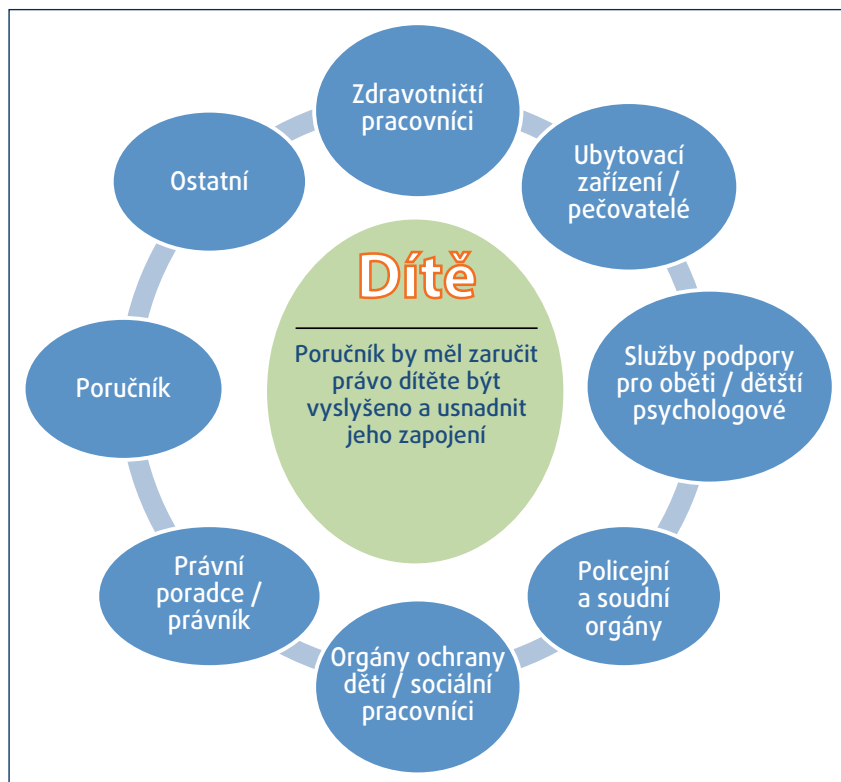 Zdravotničtí
pracovníci
Ubytovací
zařízení /
pečovatelé
Služby podpory
pro oběti / dětští
psychologové
Policejní
a soudní
orgány
Orgány ochrany
dětí / sociální
pracovníci
Právní
poradce /
právník
Poručník
Ostatní
Dítě
Poručník by měl zaručit
právo dítěte být
vyslyšeno a usnadnit
jeho zapojení